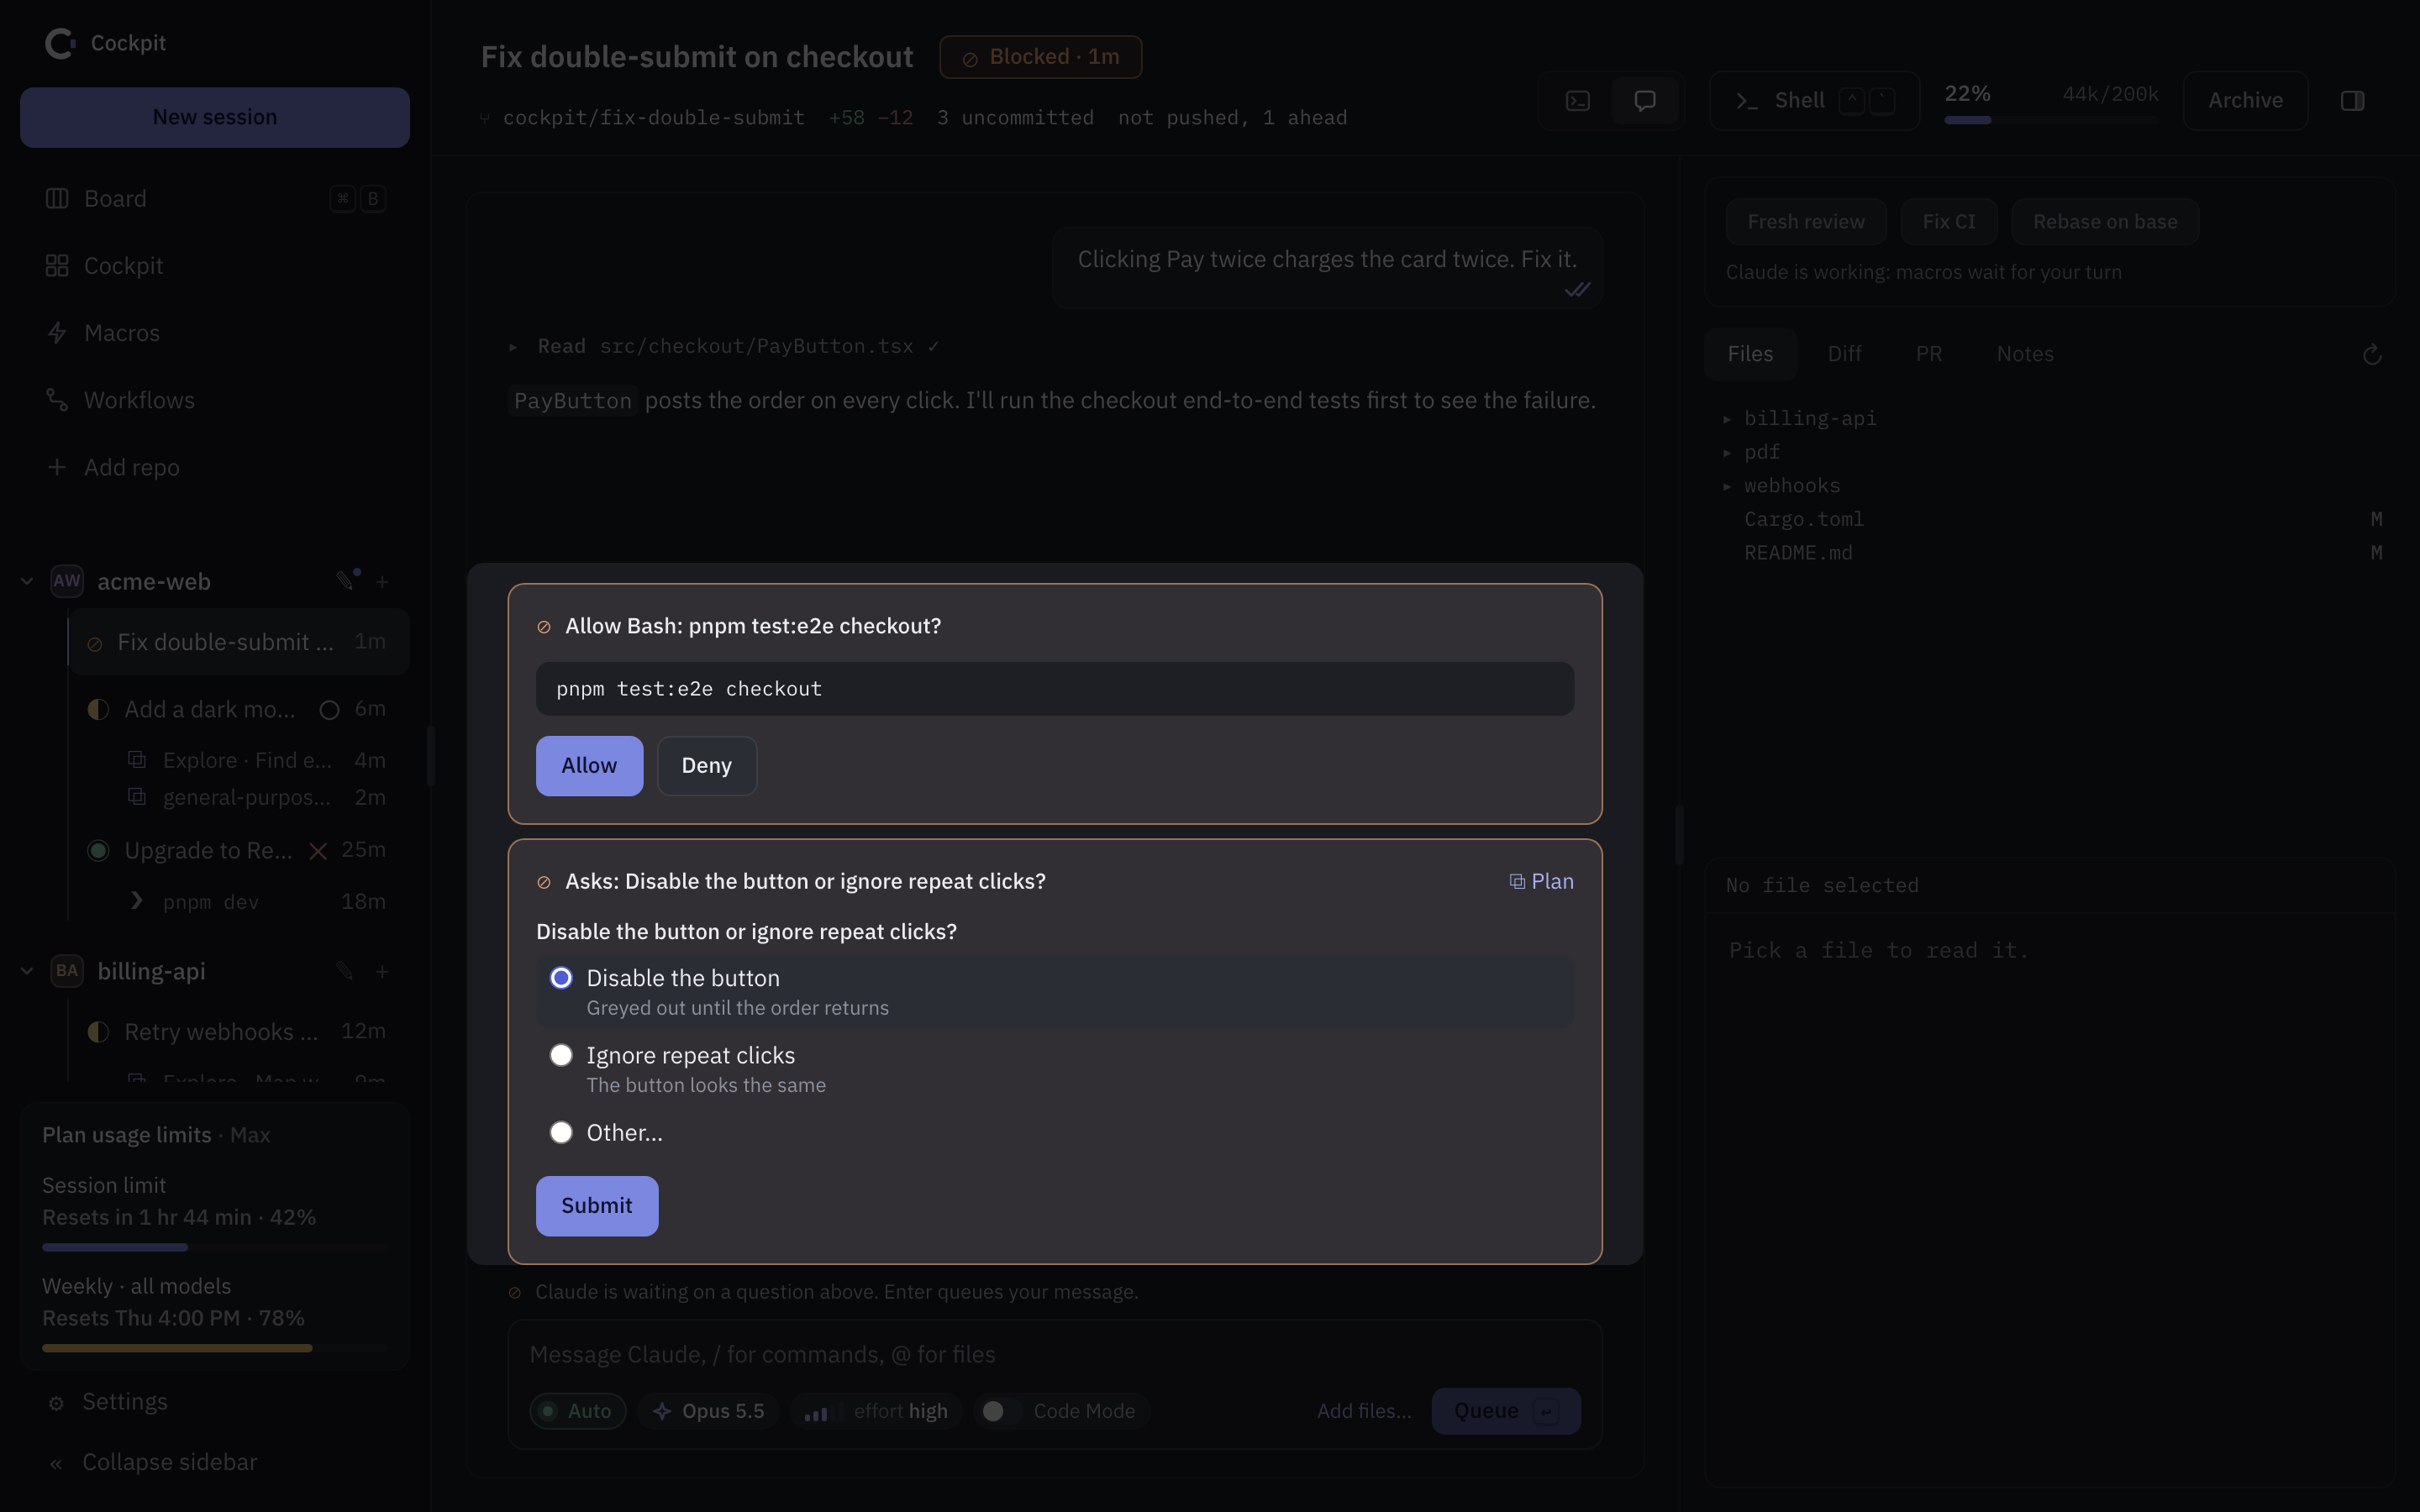 Cockpit
New session
Board ⌘ B
Cockpit
Macros
Workflows
Add repo
AW acme-web
Fix double-submit ... 1m
Add a dark mo... 6m
Explore · Find e... 4m
general-purpos... 2m
Upgrade to Re... 25m
pnpm dev 18m
BA billing-api
Retry webhooks ... 12m
Plan usage limits · Max
Session limit
Resets in 1 hr 44 min · 42%
Weekly · all models
Resets Thu 4:00 PM · 78%
Settings
« Collapse sidebar
Fix double-submit on checkout
Blocked · 1m
cockpit/fix-double-submit +58 −12 3 uncommitted not pushed, 1 ahead
Shell ^ `
22% 44k/200k
Archive
Clicking Pay twice charges the card twice. Fix it.
Read src/checkout/PayButton.tsx ✓
PayButton posts the order on every click. I'll run the checkout end-to-end tests first to see the failure.
Allow Bash: pnpm test:e2e checkout?
pnpm test:e2e checkout
Allow Deny
Asks: Disable the button or ignore repeat clicks? Plan
Disable the button or ignore repeat clicks?
Disable the button
Greyed out until the order returns
Ignore repeat clicks
The button looks the same
Other...
Submit
Claude is waiting on a question above. Enter queues your message.
Message Claude, / for commands, @ for files
Auto Opus 5.5 effort high Code Mode Add files... Queue
Fresh review Fix CI Rebase on base
Claude is working: macros wait for your turn
Files Diff PR Notes
billing-api
pdf
webhooks
Cargo.toml M
README.md M
No file selected
Pick a file to read it.